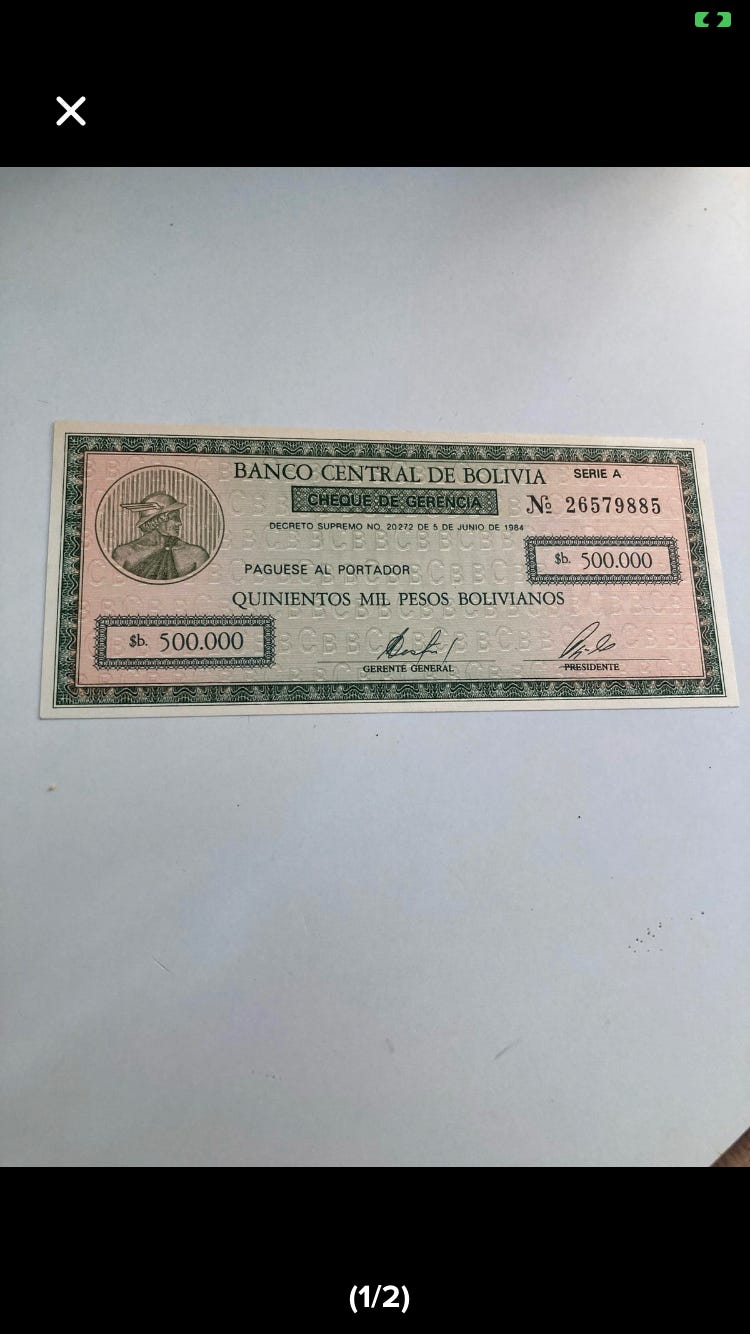 BANCO CENTRAL DE BOLIVIA SERIE A
CHEQUE DE GERENCIA № 26579885
DECRETO SUPREMO NO. 20272 DE 5 DE JUNIO DE 1984
PAGUESE AL PORTADOR $b. 500.000
QUINIENTOS MIL PESOS BOLIVIANOS
$b. 500.000
GERENTE GENERAL PRESIDENTE
(1/2)